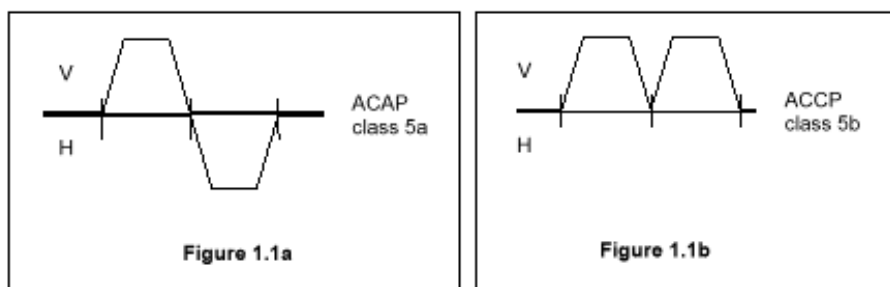 V
H
ACAP
class 5a
Figure 1.1a
V
H
ACCP
class 5b
Figure 1.1b